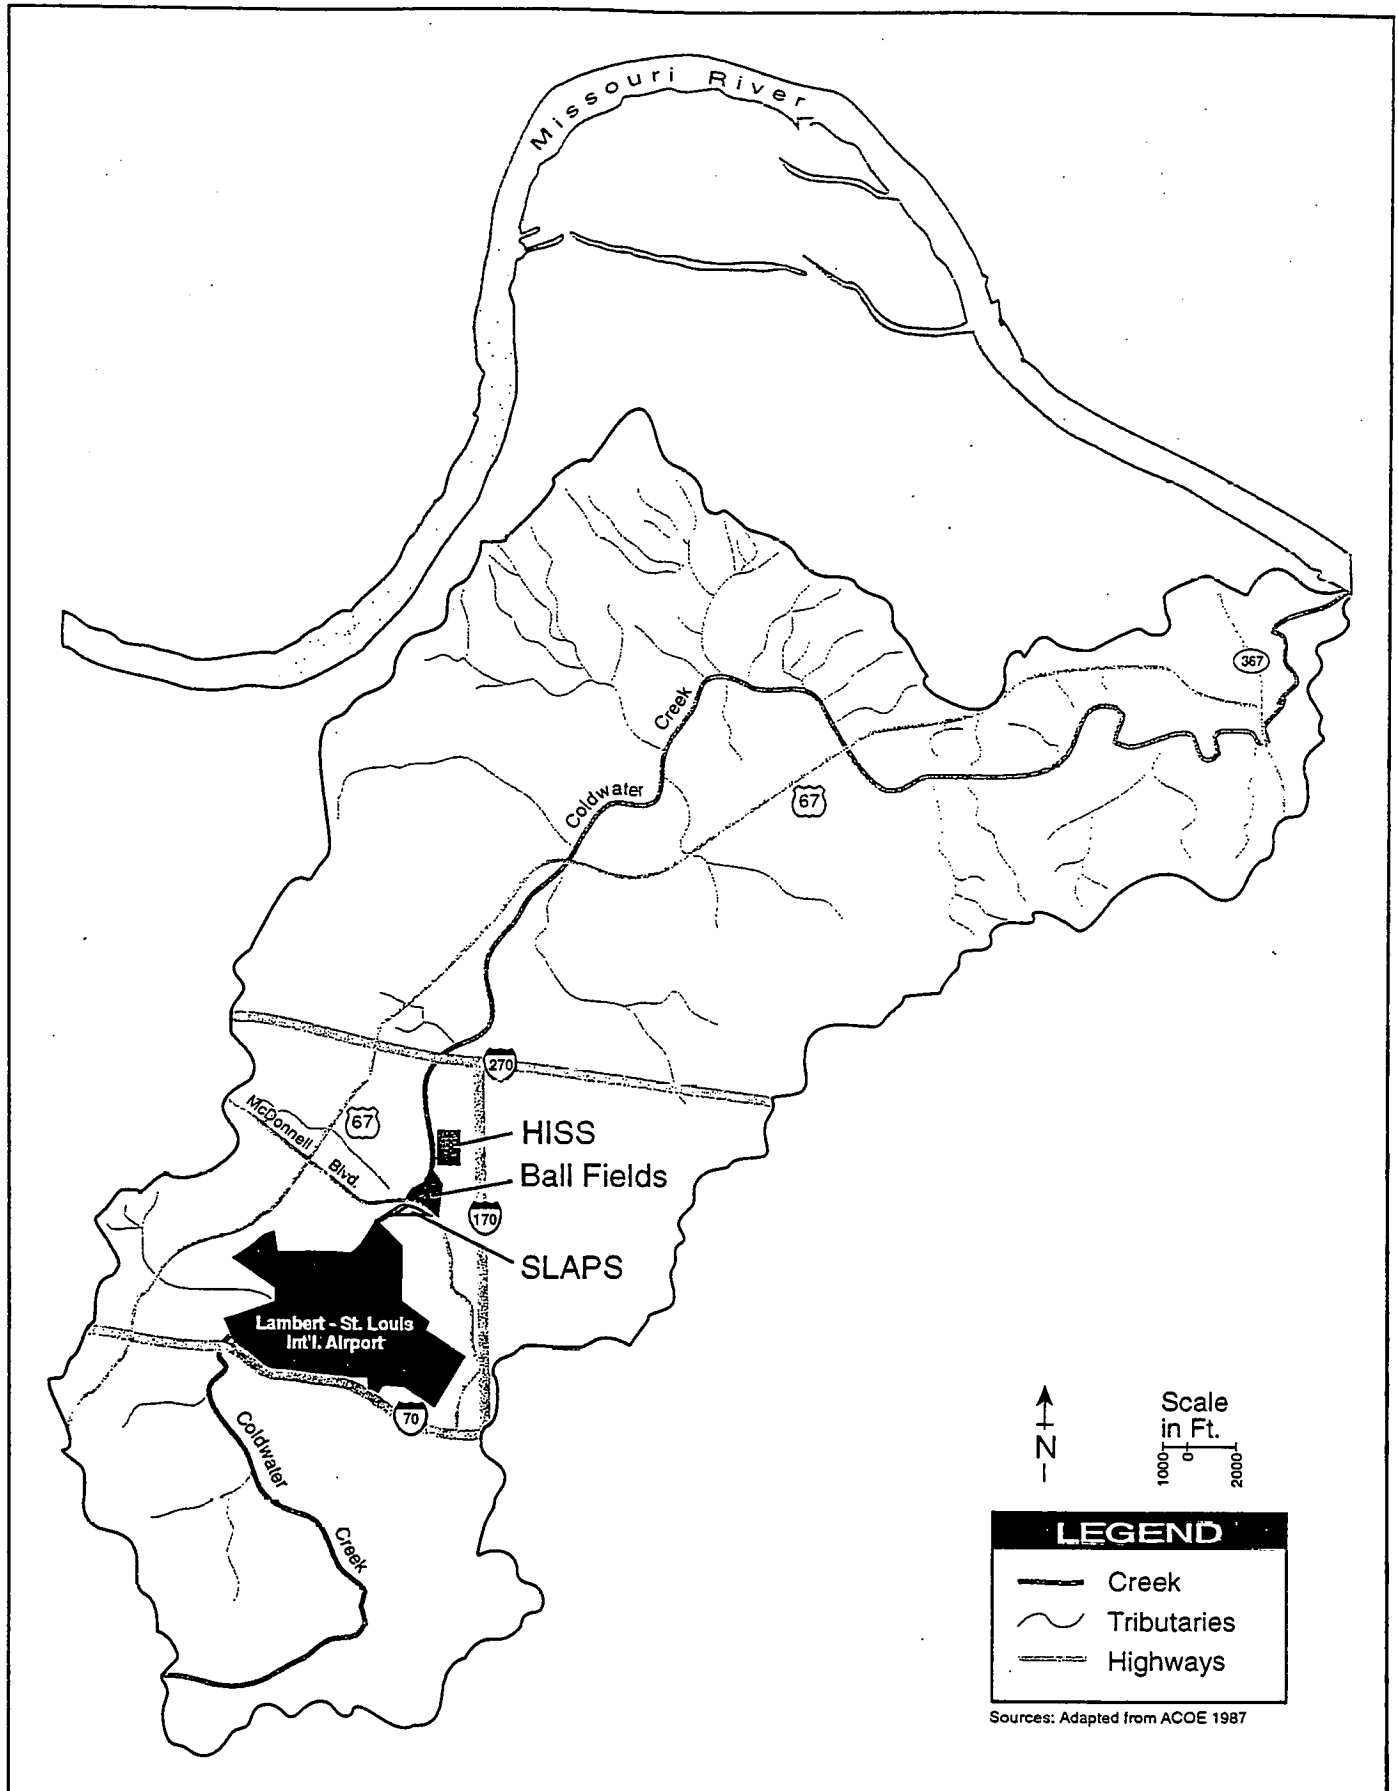 Missouri River
367
Creek
Coldwater
67
270
McDonnell
Blvd.
67
HISS
Ball Fields
170
SLAPS
Lambert - St. Louis
Int'l. Airport
70
Coldwater
Creek
N
Scale
in Ft.
1000
0
2000
LEGEND
Creek
Tributaries
Highways
Sources: Adapted from ACOE 1987